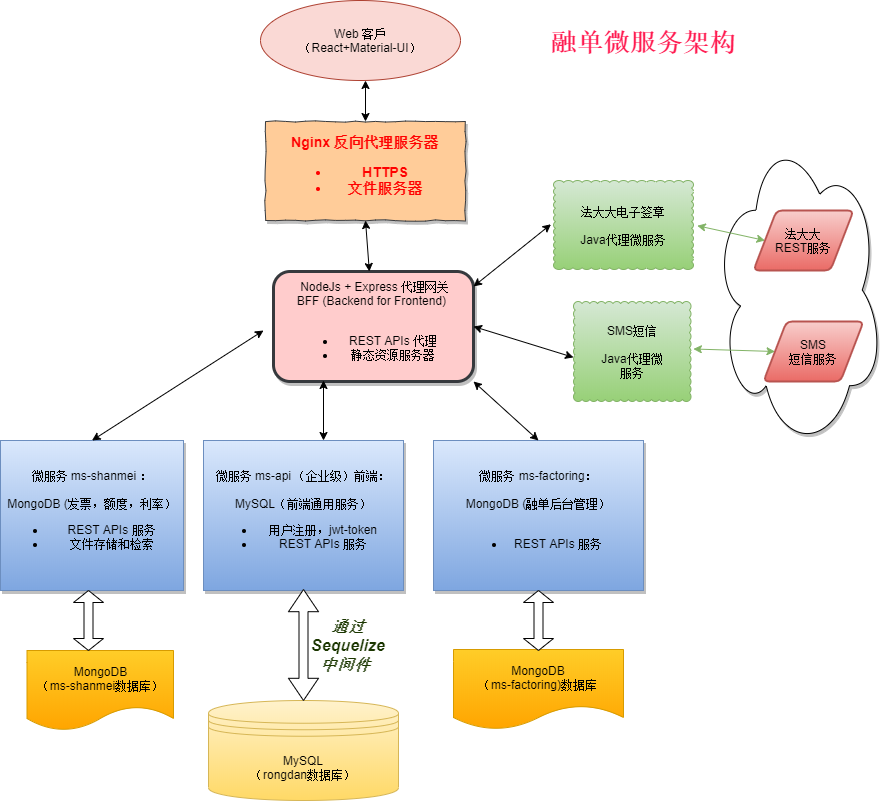 Web 客戶
（React+Material-UI）
融单微服务架构
Nginx 反向代理服务器
• HTTPS
• 文件服务器
法大大电子签章
Java代理微服务
法大大
REST服务
NodeJs + Express 代理网关
BFF (Backend for Frontend)
• REST APIs 代理
• 静态资源服务器
SMS短信
Java代理微
服务
SMS
短信服务
微服务 ms-shanmei：
MongoDB (发票，额度，利率）
• REST APIs 服务
• 文件存储和检索
微服务 ms-api （企业级）前端:
MySQL（前端通用服务）
• 用户注册，jwt-token
• REST APIs 服务
微服务 ms-factoring:
MongoDB (融单后台管理）
• REST APIs 服务
通过
Sequelize
中间件
MongoDB
（ms-shanmei数据库）
MySQL
（rongdan数据库）
MongoDB
（ms-factoring)数据库